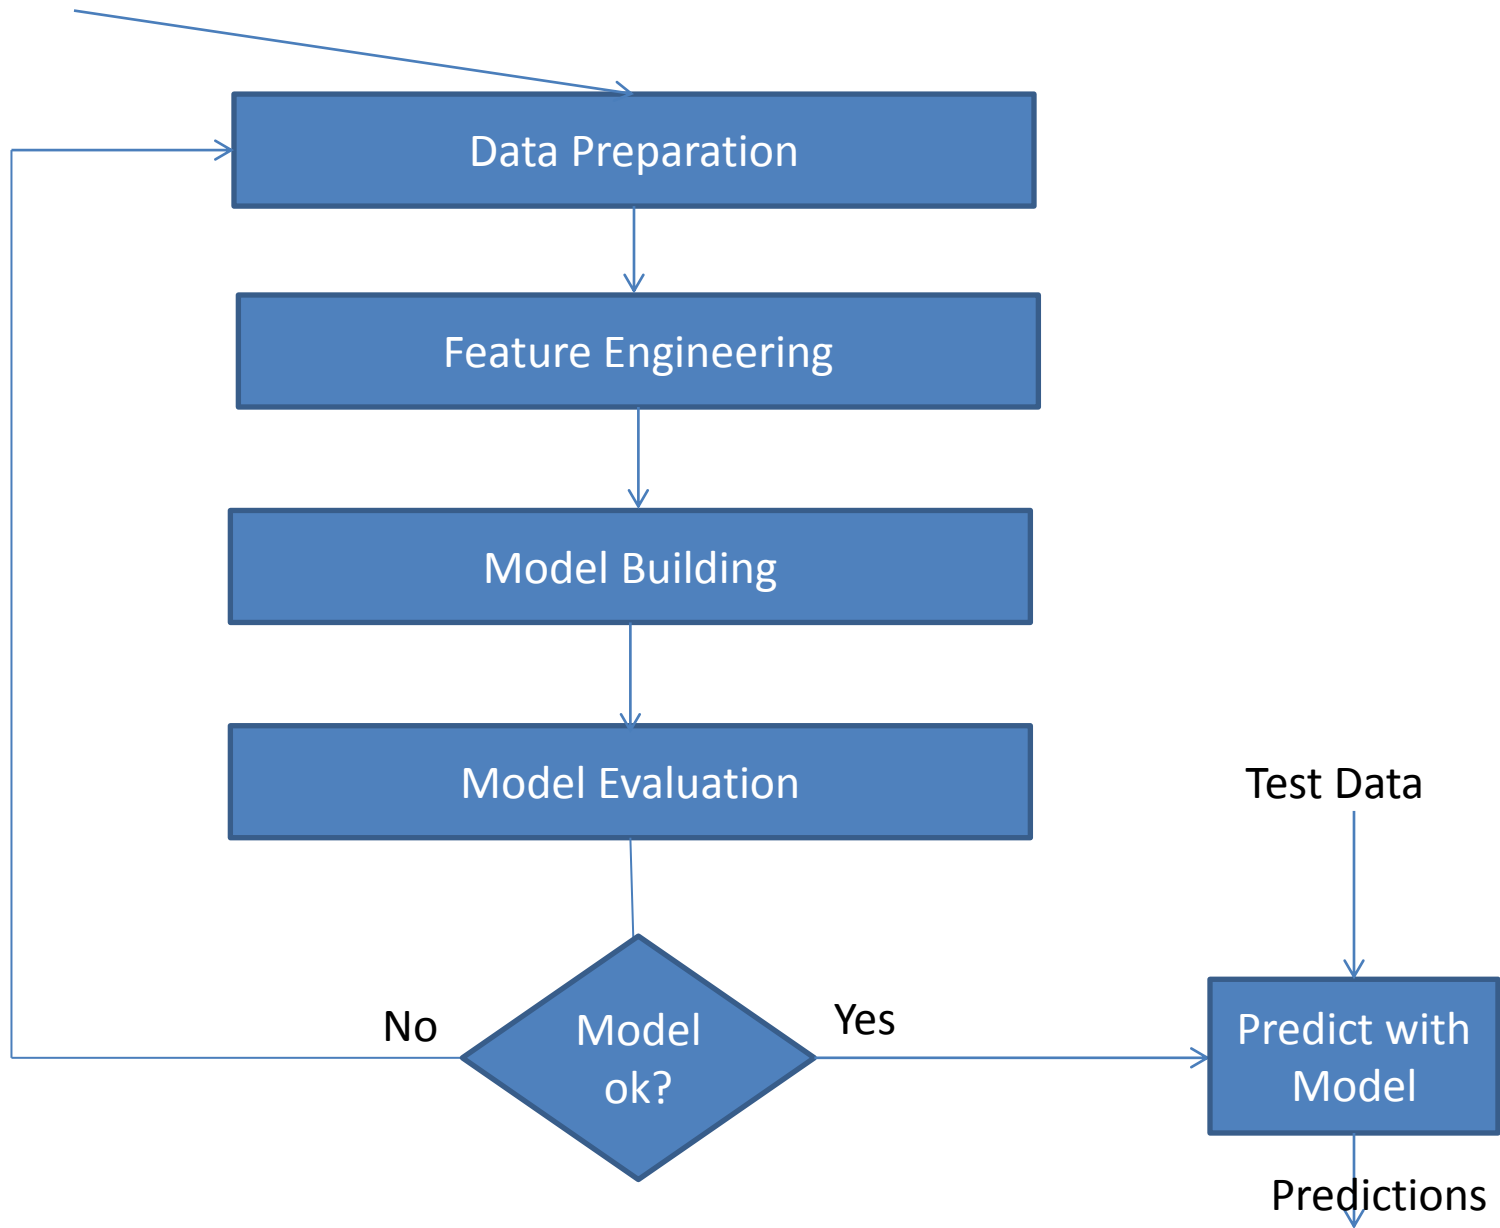 Data Preparation
Feature Engineering
Model Building
Model Evaluation
Test Data
No
Model
ok?
Yes
Predict with
Model
Predictions